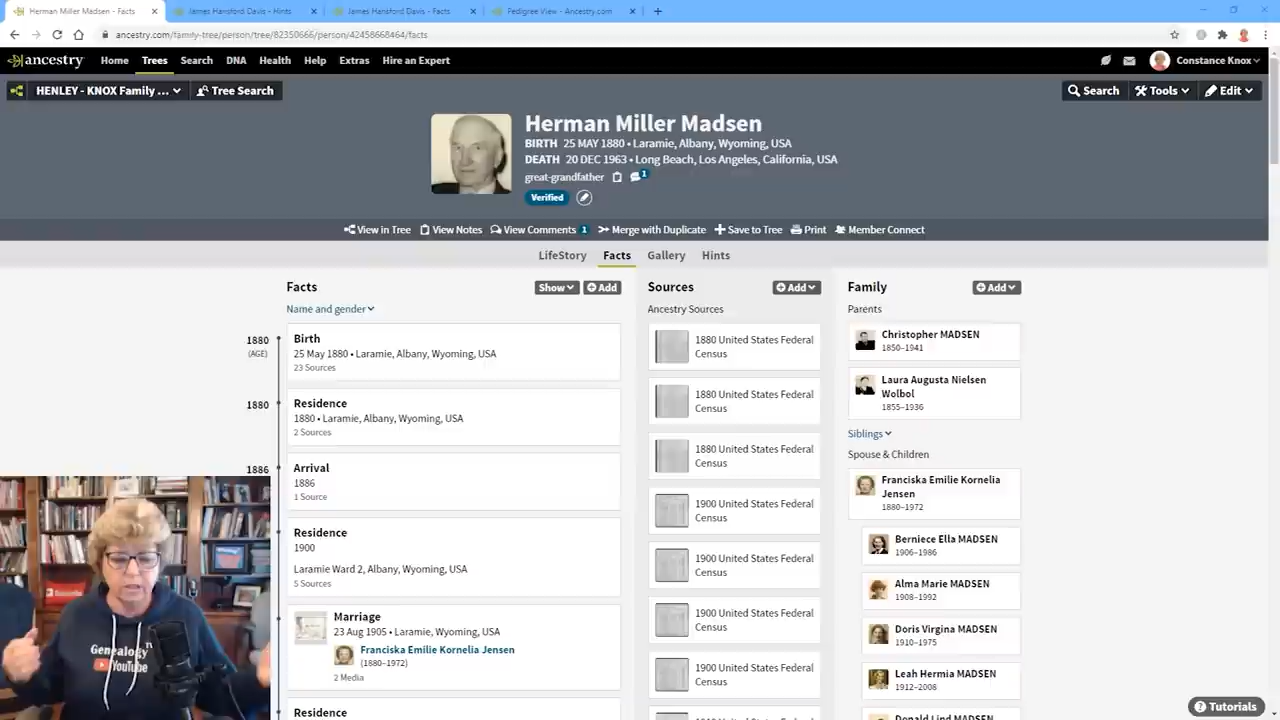 Herman Miller Madsen - Facts
James Hansford Davis - Hints
James Hansford Davis - Facts
Pedigree View - Ancestry.com
ancestry.com/family-tree/person/tree/82350666/person/42458668464/facts
ancestry Home Trees Search DNA Health Help Extras Hire an Expert Constance Knox
HENLEY - KNOX Family ... Tree Search Search Tools Edit
Herman Miller Madsen
BIRTH 25 MAY 1880 • Laramie, Albany, Wyoming, USA
DEATH 20 DEC 1963 • Long Beach, Los Angeles, California, USA
great-grandfather 1
Verified
View in Tree View Notes View Comments 1 Merge with Duplicate Save to Tree Print Member Connect
LifeStory Facts Gallery Hints
Facts Show Add
Name and gender
1880
(AGE)
Birth
25 May 1880 • Laramie, Albany, Wyoming, USA
23 Sources
1880
Residence
1880 • Laramie, Albany, Wyoming, USA
2 Sources
1886
Arrival
1886
1 Source
Residence
1900
Laramie Ward 2, Albany, Wyoming, USA
5 Sources
Marriage
23 Aug 1905 • Laramie, Wyoming, USA
Franciska Emilie Kornelia Jensen
(1880–1972)
2 Media
Residence
Sources Add
Ancestry Sources
1880 United States Federal
Census
1880 United States Federal
Census
1880 United States Federal
Census
1900 United States Federal
Census
1900 United States Federal
Census
1900 United States Federal
Census
1900 United States Federal
Census
Family Add
Parents
Christopher MADSEN
1850–1941
Laura Augusta Nielsen
Wolbol
1855–1936
Siblings
Spouse & Children
Franciska Emilie Kornelia
Jensen
1880–1972
Berniece Ella MADSEN
1906–1986
Alma Marie MADSEN
1908–1992
Doris Virgina MADSEN
1910–1975
Leah Hermia MADSEN
1912–2008
Donald Lind MADSEN
Genealogy
YouTube
Tutorials